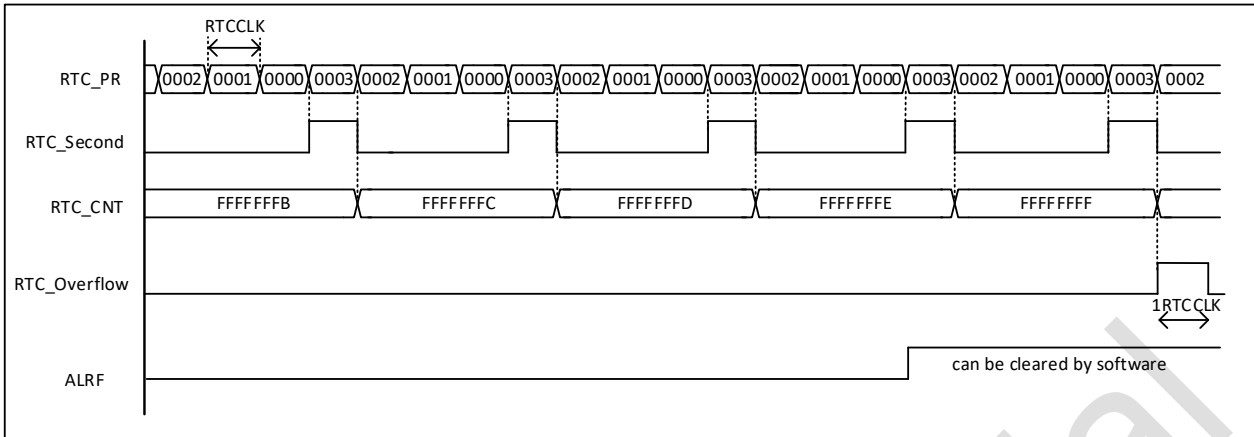 RTCCLK
RTC_PR 0002 0001 0000 0003 0002 0001 0000 0003 0002 0001 0000 0003 0002 0001 0000 0003 0002 0001 0000 0003 0002
RTC_Second
RTC_CNT FFFFFFFB FFFFFFFC FFFFFFFD FFFFFFFE FFFFFFFF
RTC_Overflow
1RTCCLK
can be cleared by software
ALRF